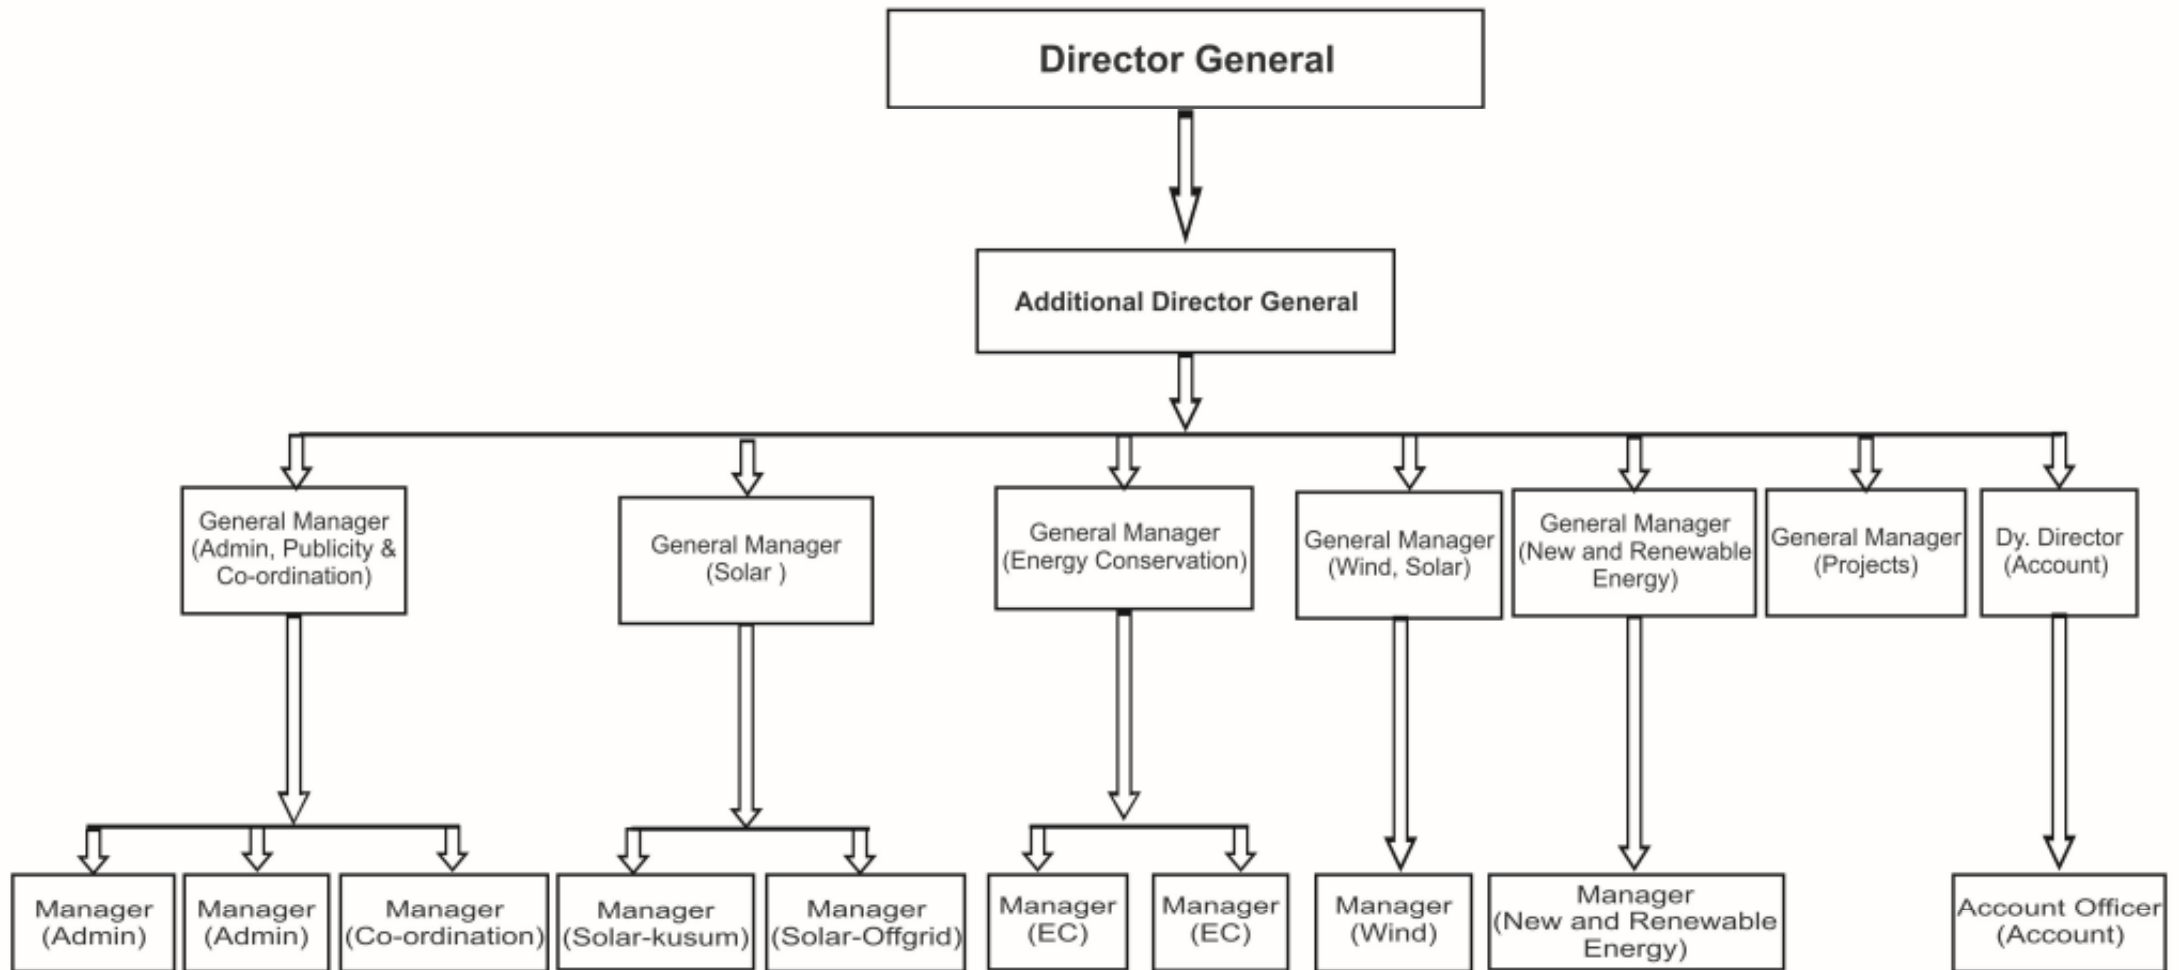 Director General
Additional Director General
General Manager
(Admin, Publicity &
Co-ordination)
General Manager
(Solar )
General Manager
(Energy Conservation)
General Manager
(Wind, Solar)
General Manager
(New and Renewable
Energy)
General Manager
(Projects)
Dy. Director
(Account)
Manager
(Admin)
Manager
(Admin)
Manager
(Co-ordination)
Manager
(Solar-kusum)
Manager
(Solar-Offgrid)
Manager
(EC)
Manager
(EC)
Manager
(Wind)
Manager
(New and Renewable
Energy)
Account Officer
(Account)